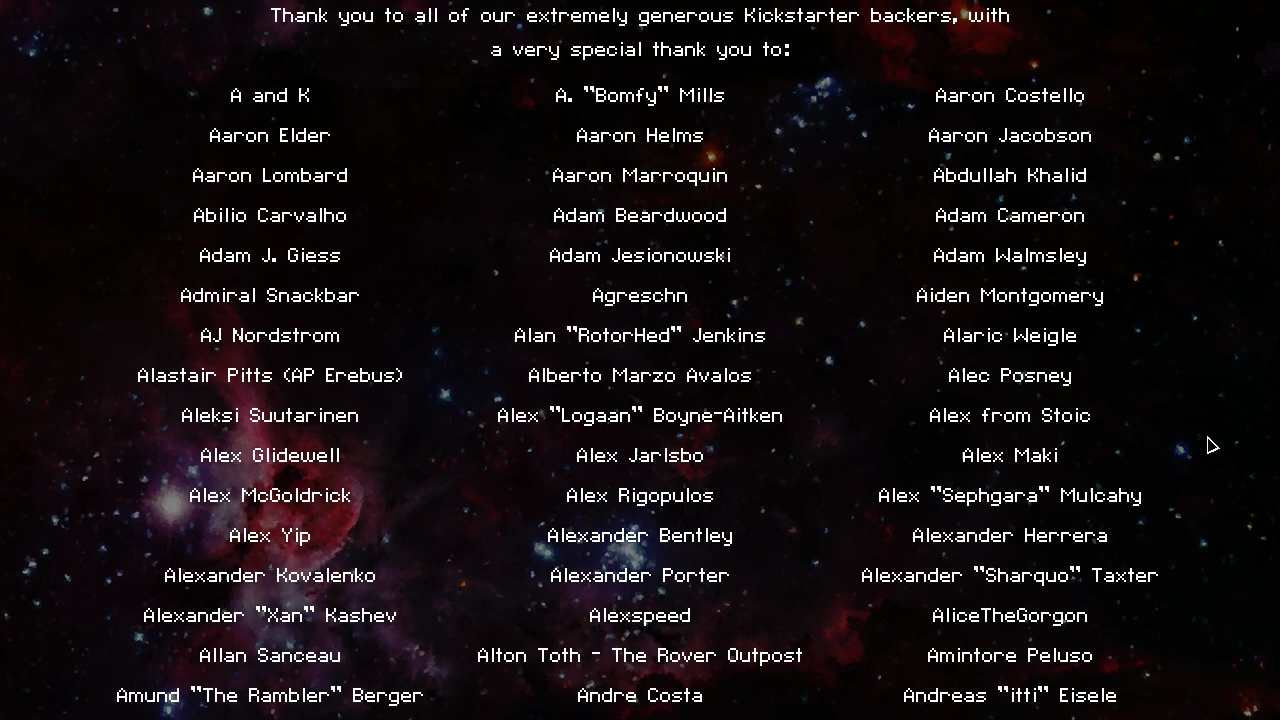 Thank you to all of our extremely generous Kickstarter backers, with
a very special thank you to:
A and K A. "Bomfy" Mills Aaron Costello
Aaron Elder Aaron Helms Aaron Jacobson
Aaron Lombard Aaron Marroquin Abdullah Khalid
Abilio Carvalho Adam Beardwood Adam Cameron
Adam J. Giess Adam Jesionowski Adam Walmsley
Admiral Snackbar Agreschn Aiden Montgomery
AJ Nordstrom Alan "RotorHed" Jenkins Alaric Weigle
Alastair Pitts (AP Erebus) Alberto Marzo Avalos Alec Posney
Aleksi Suutarinen Alex "Logaan" Boyne-Aitken Alex from Stoic
Alex Glidewell Alex Jarlsbo Alex Maki
Alex McGoldrick Alex Rigopulos Alex "Sephgara" Mulcahy
Alex Yip Alexander Bentley Alexander Herrera
Alexander Kovalenko Alexander Porter Alexander "Sharquo" Taxter
Alexander "Xan" Kashev Alexspeed AliceTheGorgon
Allan Sanceau Alton Toth - The Rover Outpost Amintore Peluso
Amund "The Rambler" Berger Andre Costa Andreas "itti" Eisele